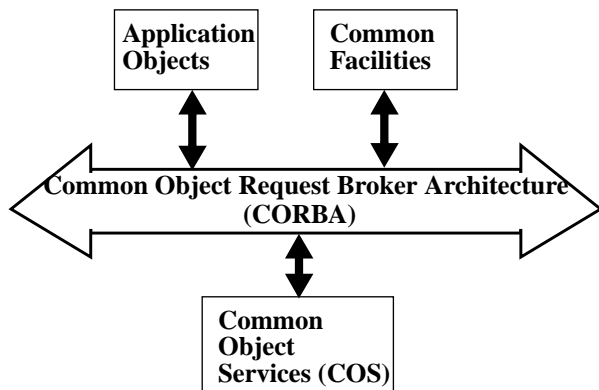 Application
Objects
Common
Facilities
Common Object Request Broker Architecture
(CORBA)
Common
Object
Services (COS)